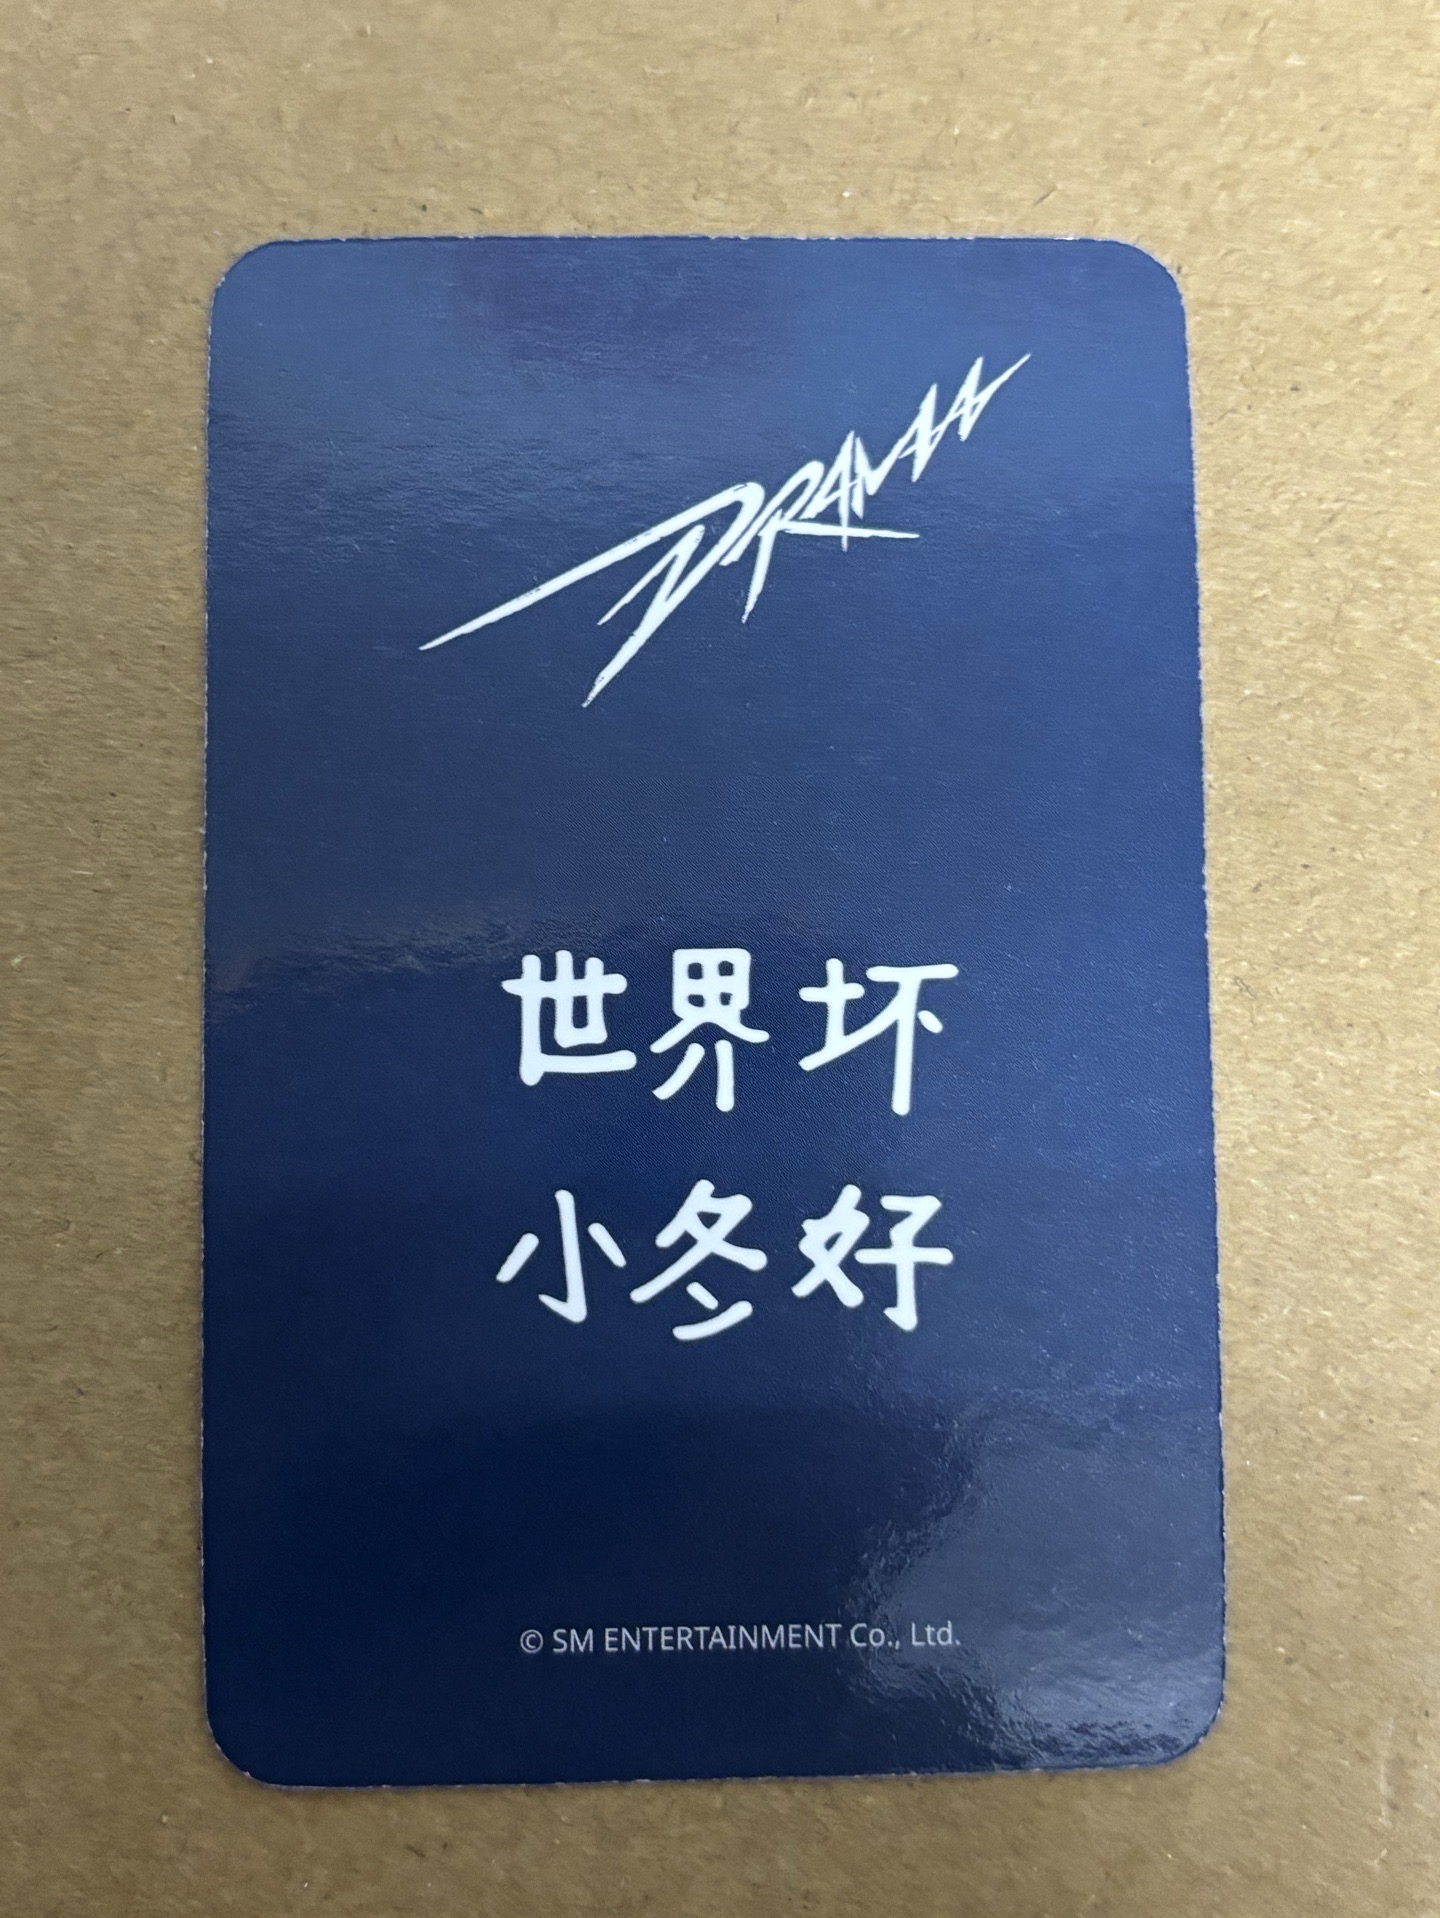 DRAMA
世界坏
小冬好
© SM ENTERTAINMENT Co., Ltd.